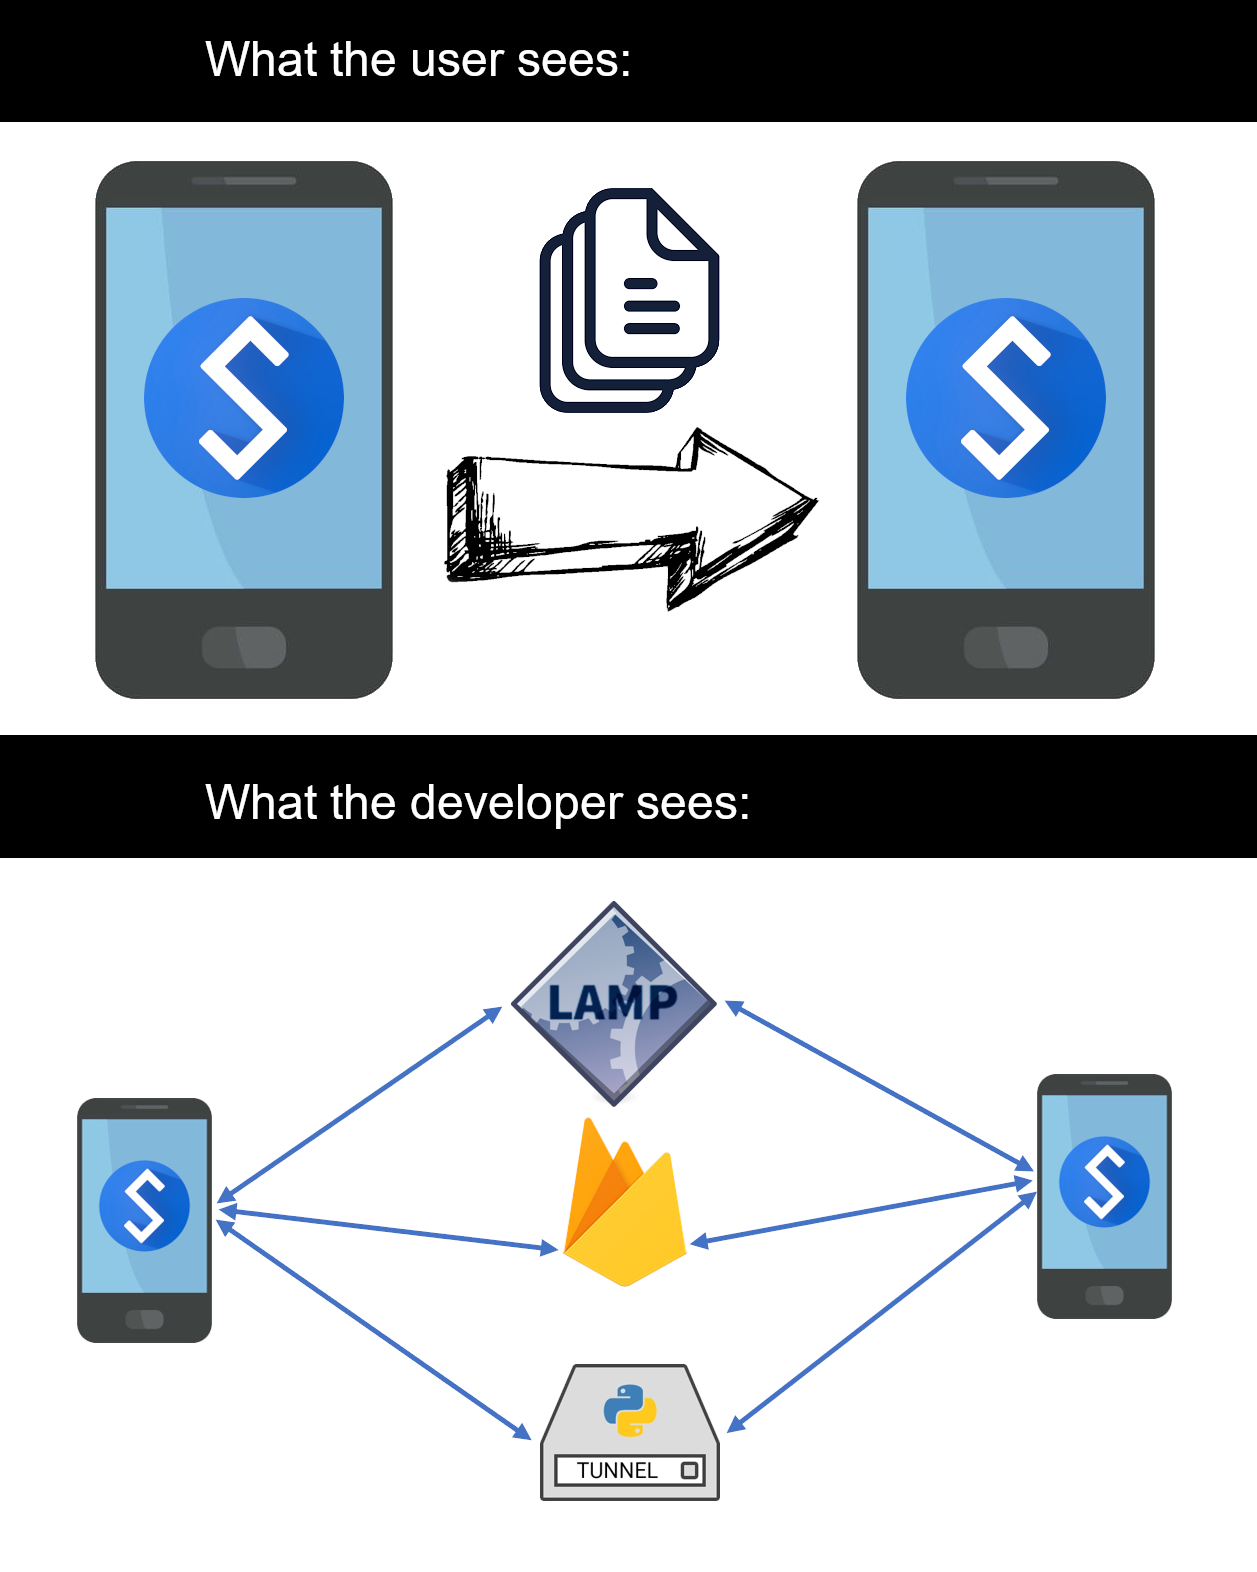 What the user sees:
What the developer sees:
LAMP
TUNNEL